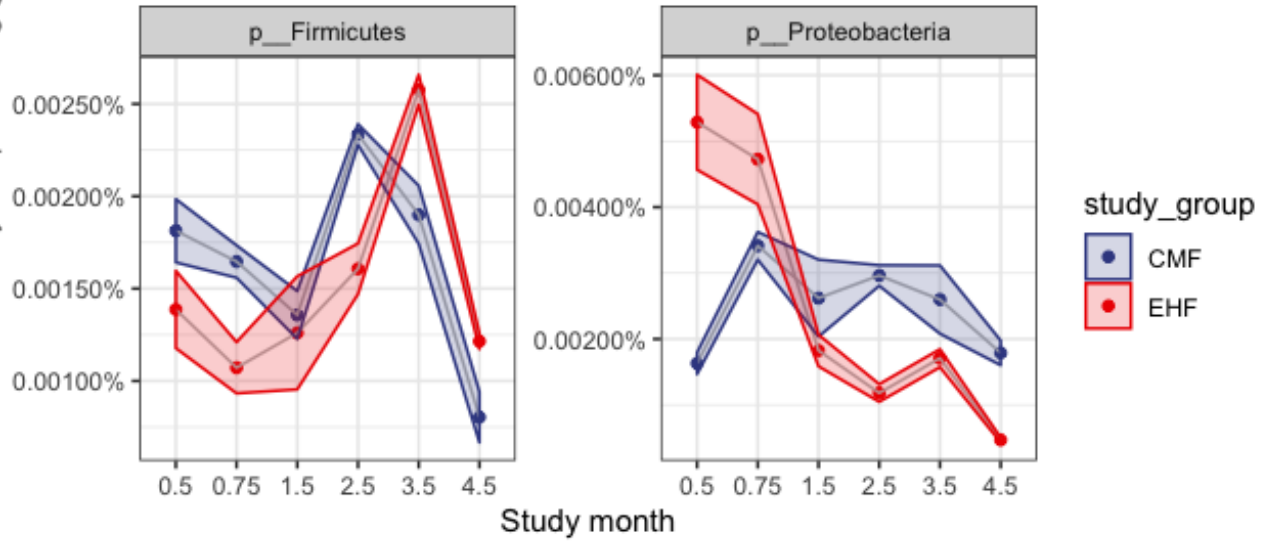 p__Firmicutes
0.00250%
0.00200%
0.00150%
0.00100%
0.5 0.75 1.5 2.5 3.5 4.5
p__Proteobacteria
0.00600%
0.00400%
0.00200%
0.5 0.75 1.5 2.5 3.5 4.5
Study month
study_group
CMF
EHF